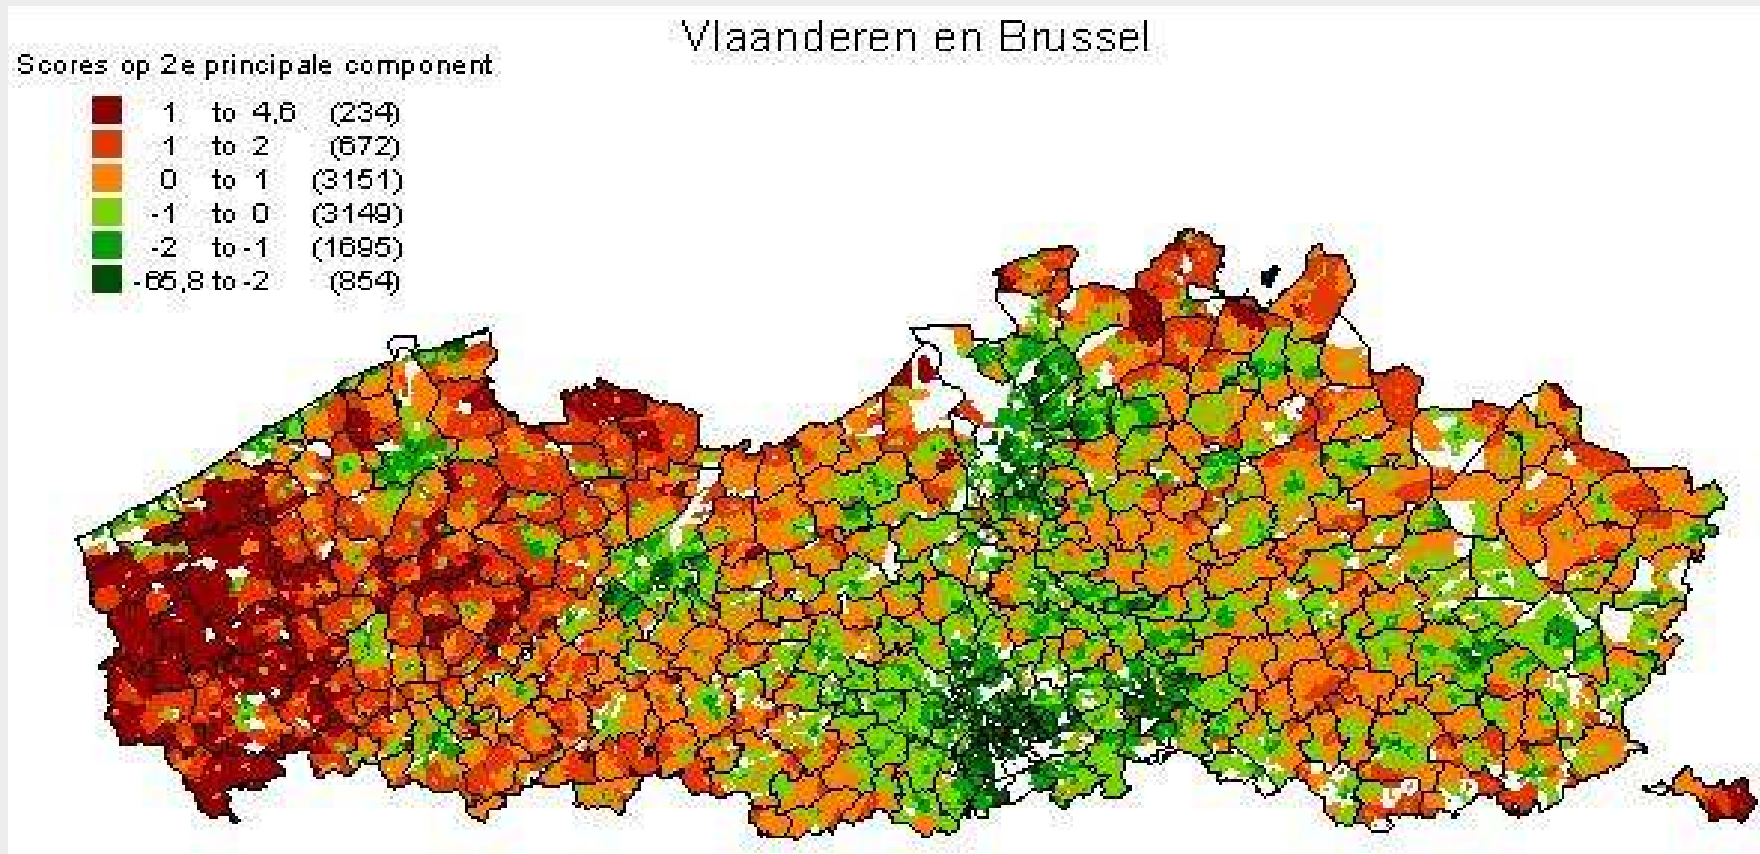 Vlaanderen en Brussel
Scores op 2e principale component
1 to 4,6 (234)
1 to 2 (672)
0 to 1 (3151)
-1 to 0 (3149)
-2 to -1 (1695)
-65,8 to -2 (854)